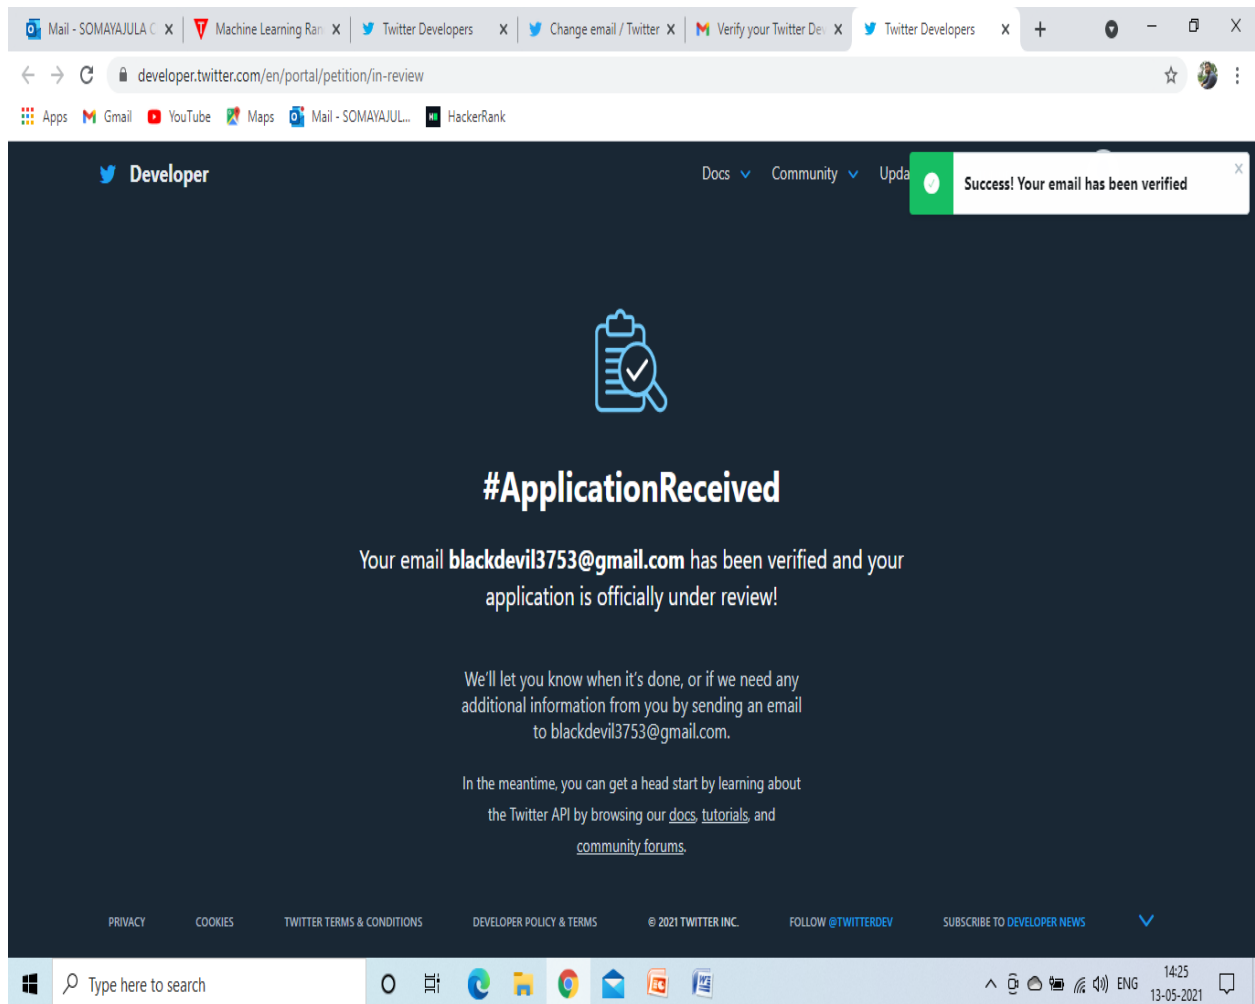 Mail - SOMAYAJULA C
Machine Learning Ran
Twitter Developers
Change email / Twitter
Verify your Twitter Dev
Twitter Developers
developer.twitter.com/en/portal/petition/in-review
Apps
Gmail
YouTube
Maps
Mail - SOMAYAJUL...
HackerRank
Developer
Docs
Community
Upda
Success! Your email has been verified
#ApplicationReceived
Your email blackdevil3753@gmail.com has been verified and your
application is officially under review!
We'll let you know when it's done, or if we need any
additional information from you by sending an email
to blackdevil3753@gmail.com.
In the meantime, you can get a head start by learning about
the Twitter API by browsing our docs, tutorials, and
community forums.
PRIVACY
COOKIES
TWITTER TERMS & CONDITIONS
DEVELOPER POLICY & TERMS
© 2021 TWITTER INC.
FOLLOW @TWITTERDEV
SUBSCRIBE TO DEVELOPER NEWS
Type here to search
ENG
14:25
13-05-2021